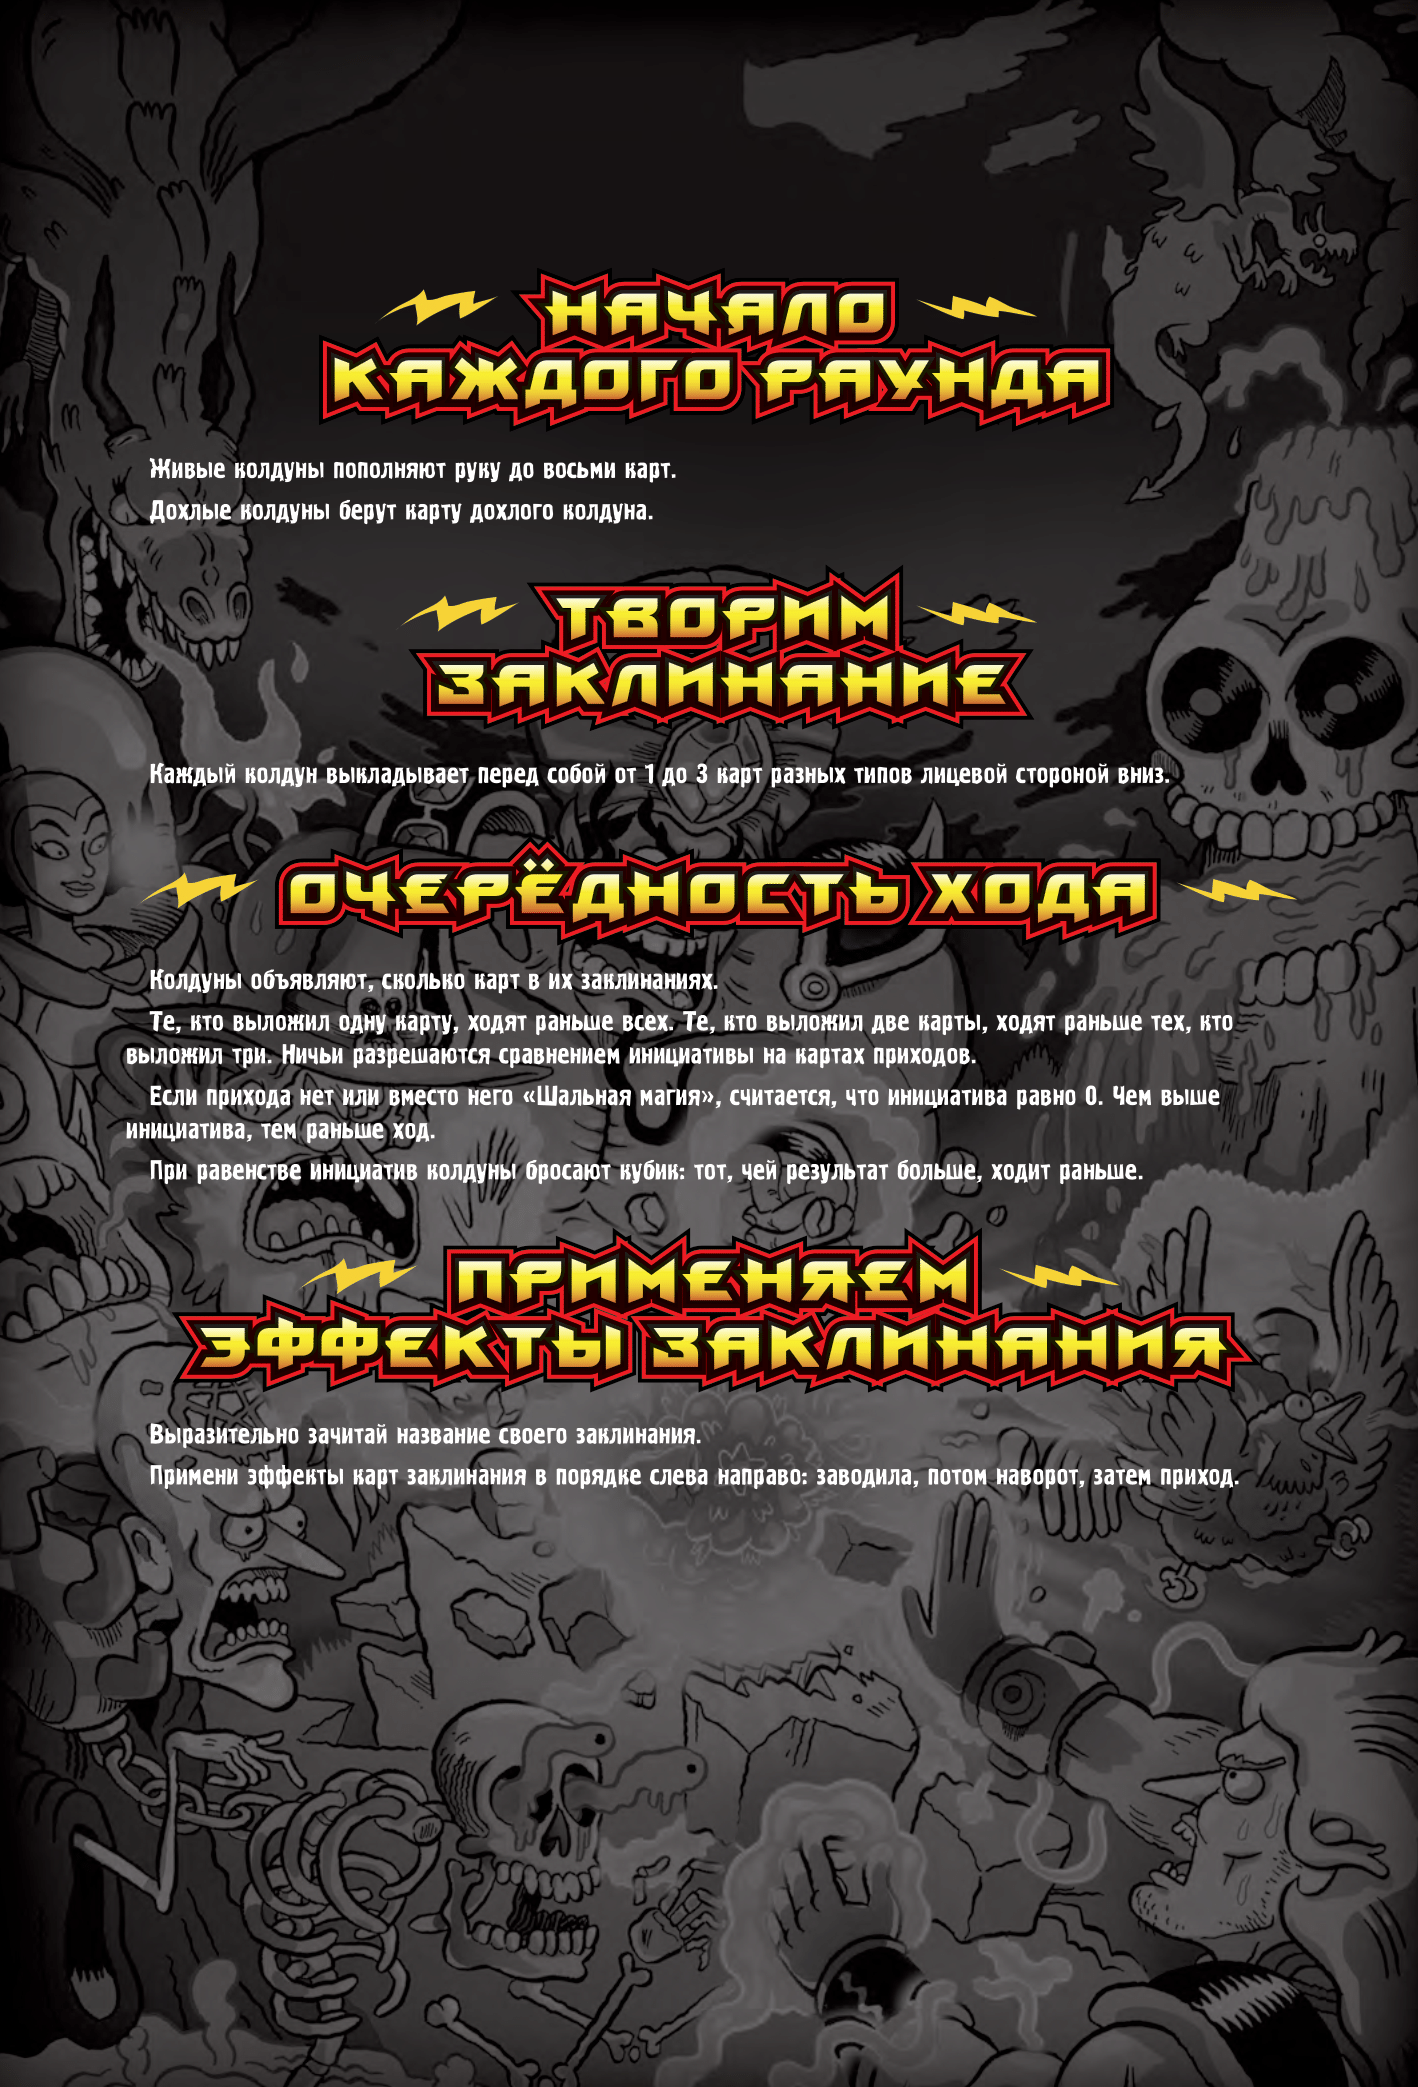 НАЧАЛО
КАЖДОГО РАУНДА
Живые колдуны пополняют руку до восьми карт.
Дохлые колдуны берут карту дохлого колдуна.
ТВОРИМ
ЗАКЛИНАНИЕ
Каждый колдун выкладывает перед собой от 1 до 3 карт разных типов лицевой стороной вниз.
ОЧЕРЁДНОСТЬ ХОДА
Колдуны объявляют, сколько карт в их заклинаниях.
Те, кто выложил одну карту, ходят раньше всех. Те, кто выложил две карты, ходят раньше тех, кто
выложил три. Ничьи разрешаются сравнением инициативы на картах приходов.
Если прихода нет или вместо него «Шальная магия», считается, что инициатива равно 0. Чем выше
инициатива, тем раньше ход.
При равенстве инициатив колдуны бросают кубик: тот, чей результат больше, ходит раньше.
ПРИМЕНЯЕМ
ЭФФЕКТЫ ЗАКЛИНАНИЯ
Выразительно зачитай название своего заклинания.
Примени эффекты карт заклинания в порядке слева направо: заводила, потом наворот, затем приход.